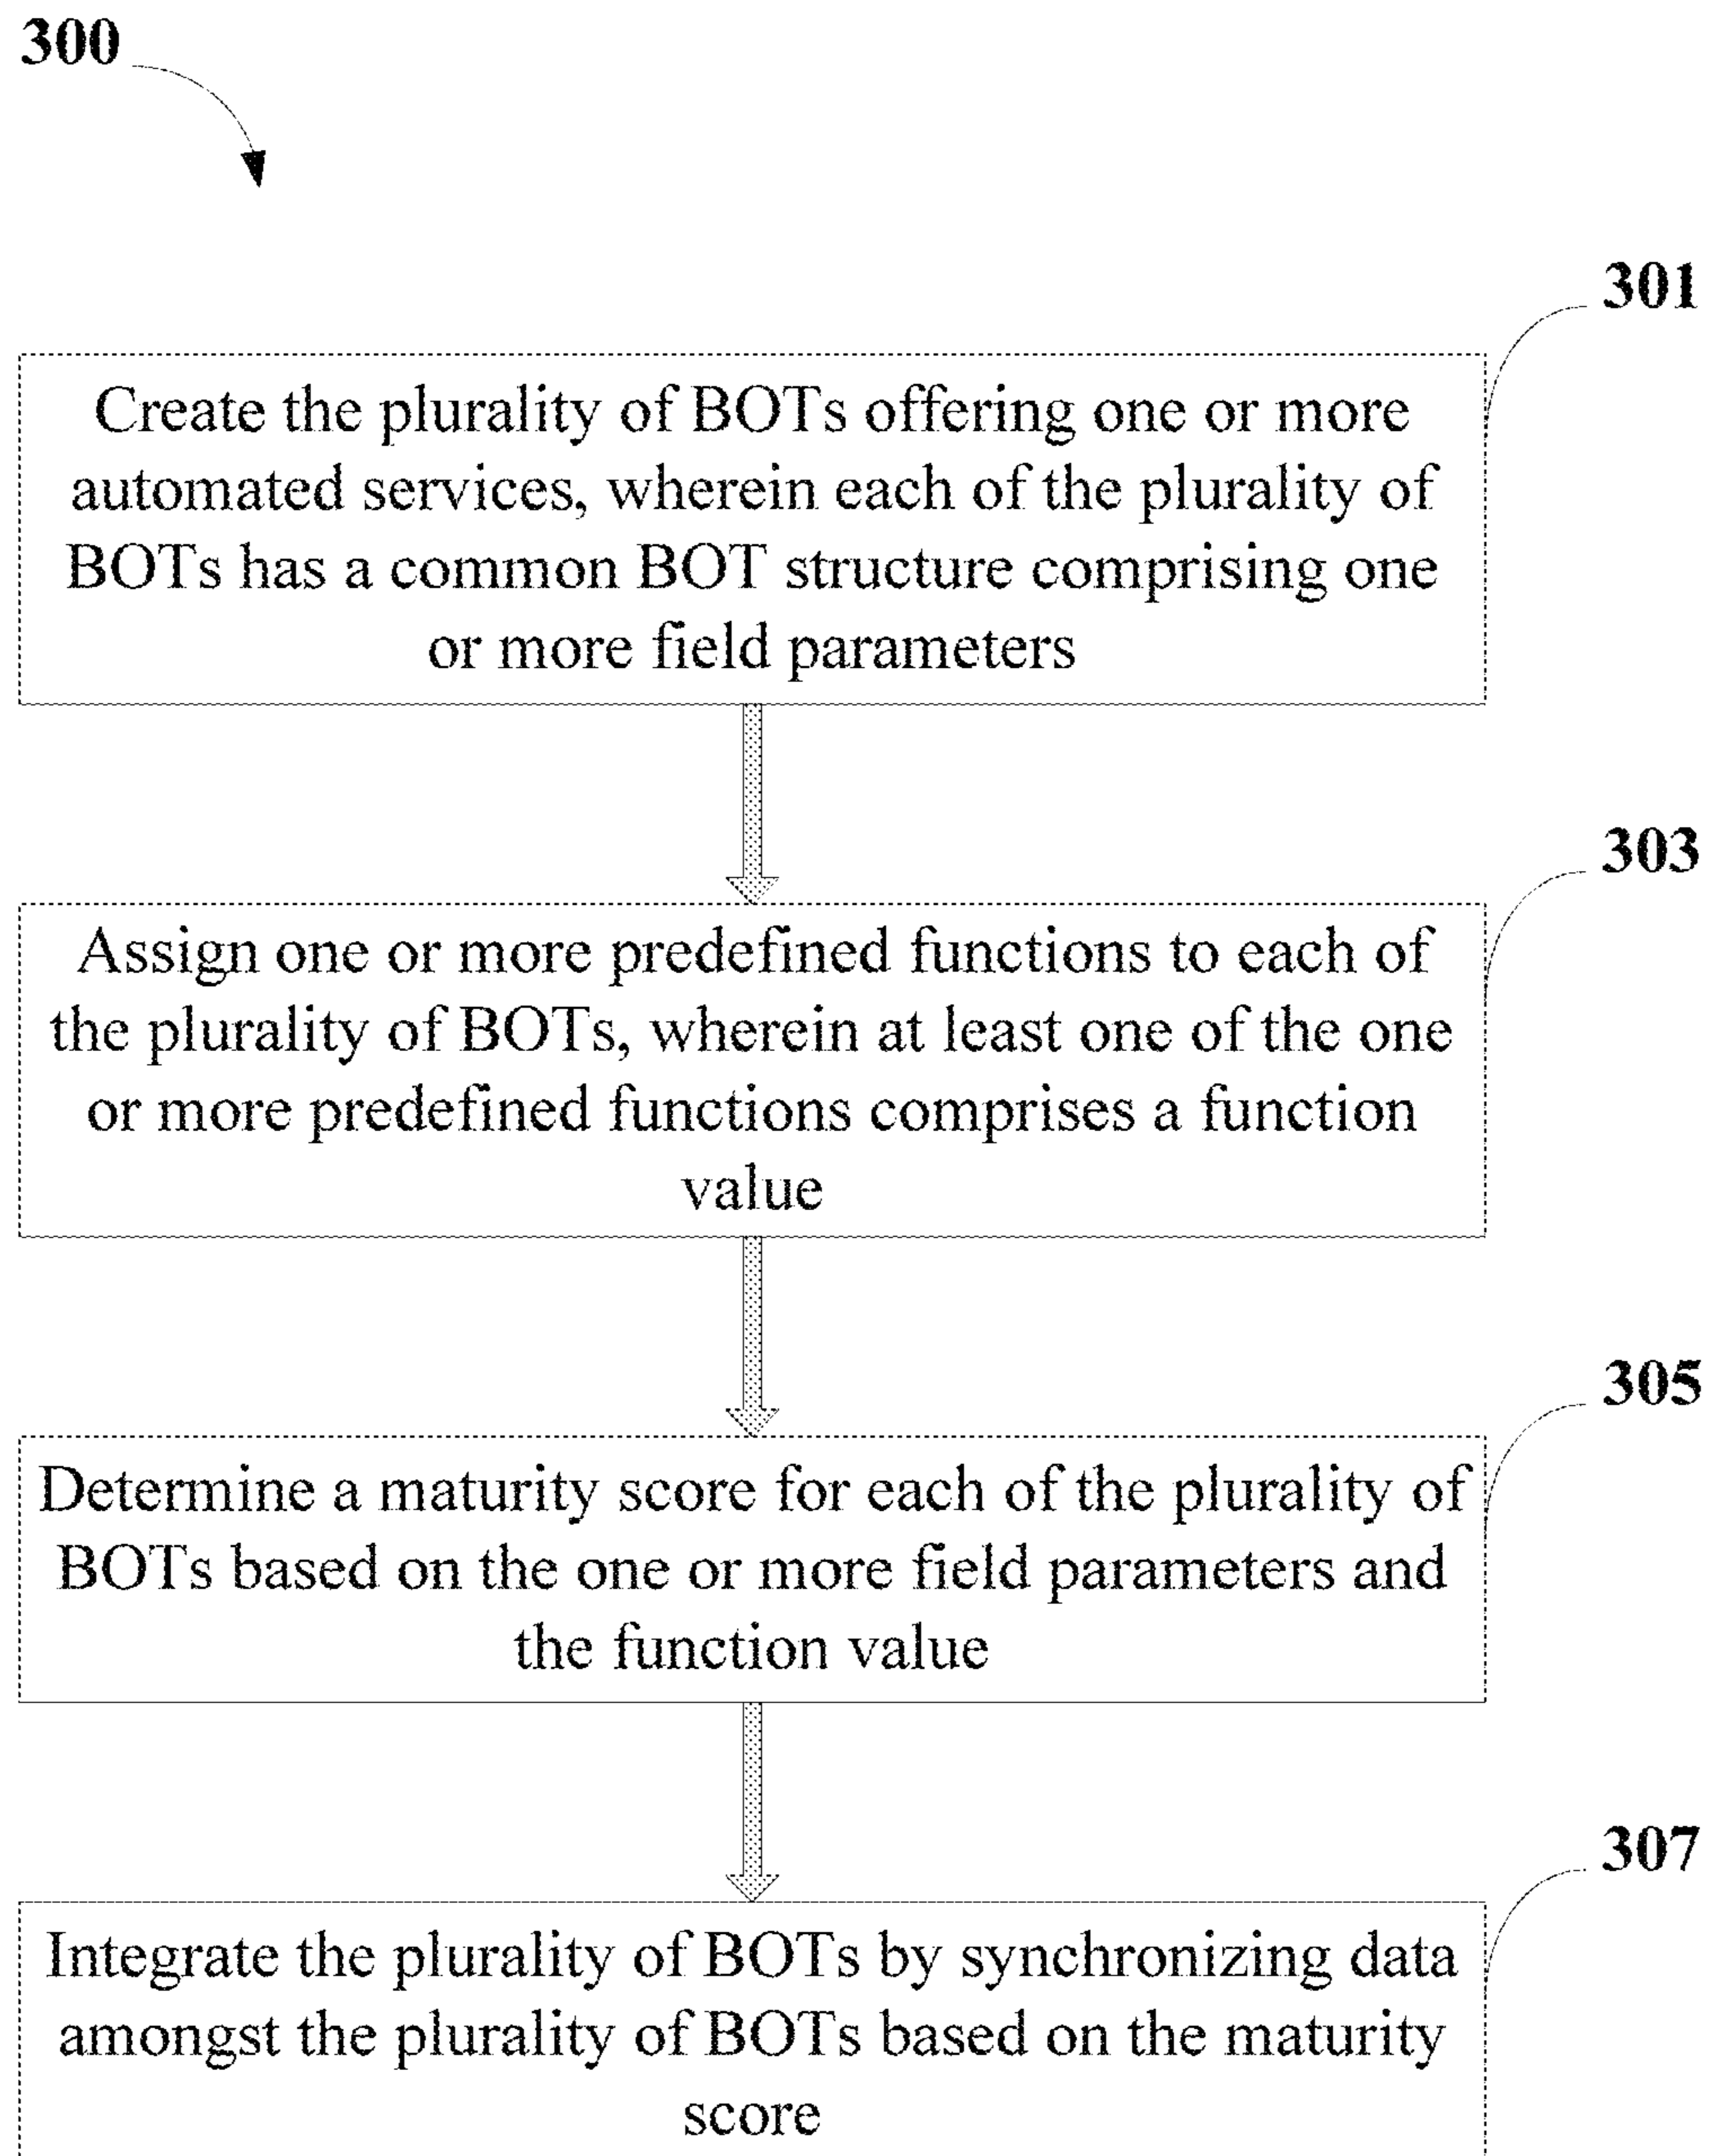 300
301
Create the plurality of BOTs offering one or more
automated services, wherein each of the plurality of
BOTs has a common BOT structure comprising one
or more field parameters
303
Assign one or more predefined functions to each of
the plurality of BOTs, wherein at least one of the one
or more predefined functions comprises a function
value
305
Determine a maturity score for each of the plurality of
BOTs based on the one or more field parameters and
the function value
307
Integrate the plurality of BOTs by synchronizing data
amongst the plurality of BOTs based on the maturity
score